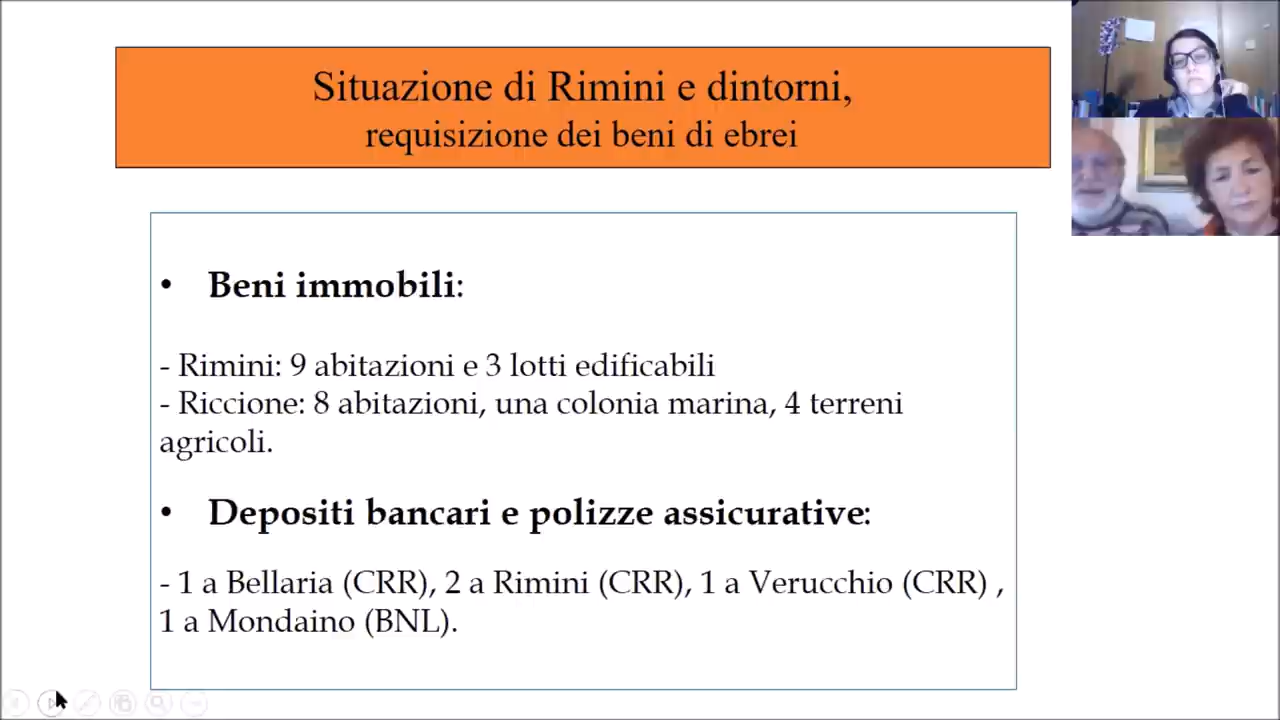 Situazione di Rimini e dintorni,
requisizione dei beni di ebrei
• Beni immobili:
- Rimini: 9 abitazioni e 3 lotti edificabili
- Riccione: 8 abitazioni, una colonia marina, 4 terreni
agricoli.
• Depositi bancari e polizze assicurative:
- 1 a Bellaria (CRR), 2 a Rimini (CRR), 1 a Verucchio (CRR) ,
1 a Mondaino (BNL).